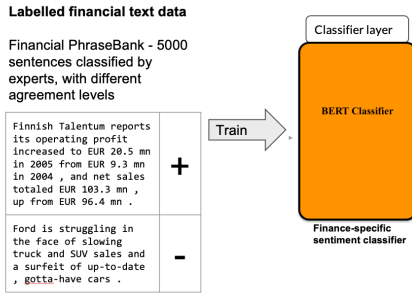 Labelled financial text data
Financial PhraseBank - 5000
sentences classified by
experts, with different
agreement levels
Finnish Talentum reports
its operating profit
increased to EUR 20.5 mn
in 2005 from EUR 9.3 mn
in 2004 , and net sales
totaled EUR 103.3 mn ,
up from EUR 96.4 mn .
+
Ford is struggling in
the face of slowing
truck and SUV sales and
a surfeit of up-to-date
, gotta-have cars .
-
Train
Classifier layer
BERT Classifier
Finance-specific
sentiment classifier